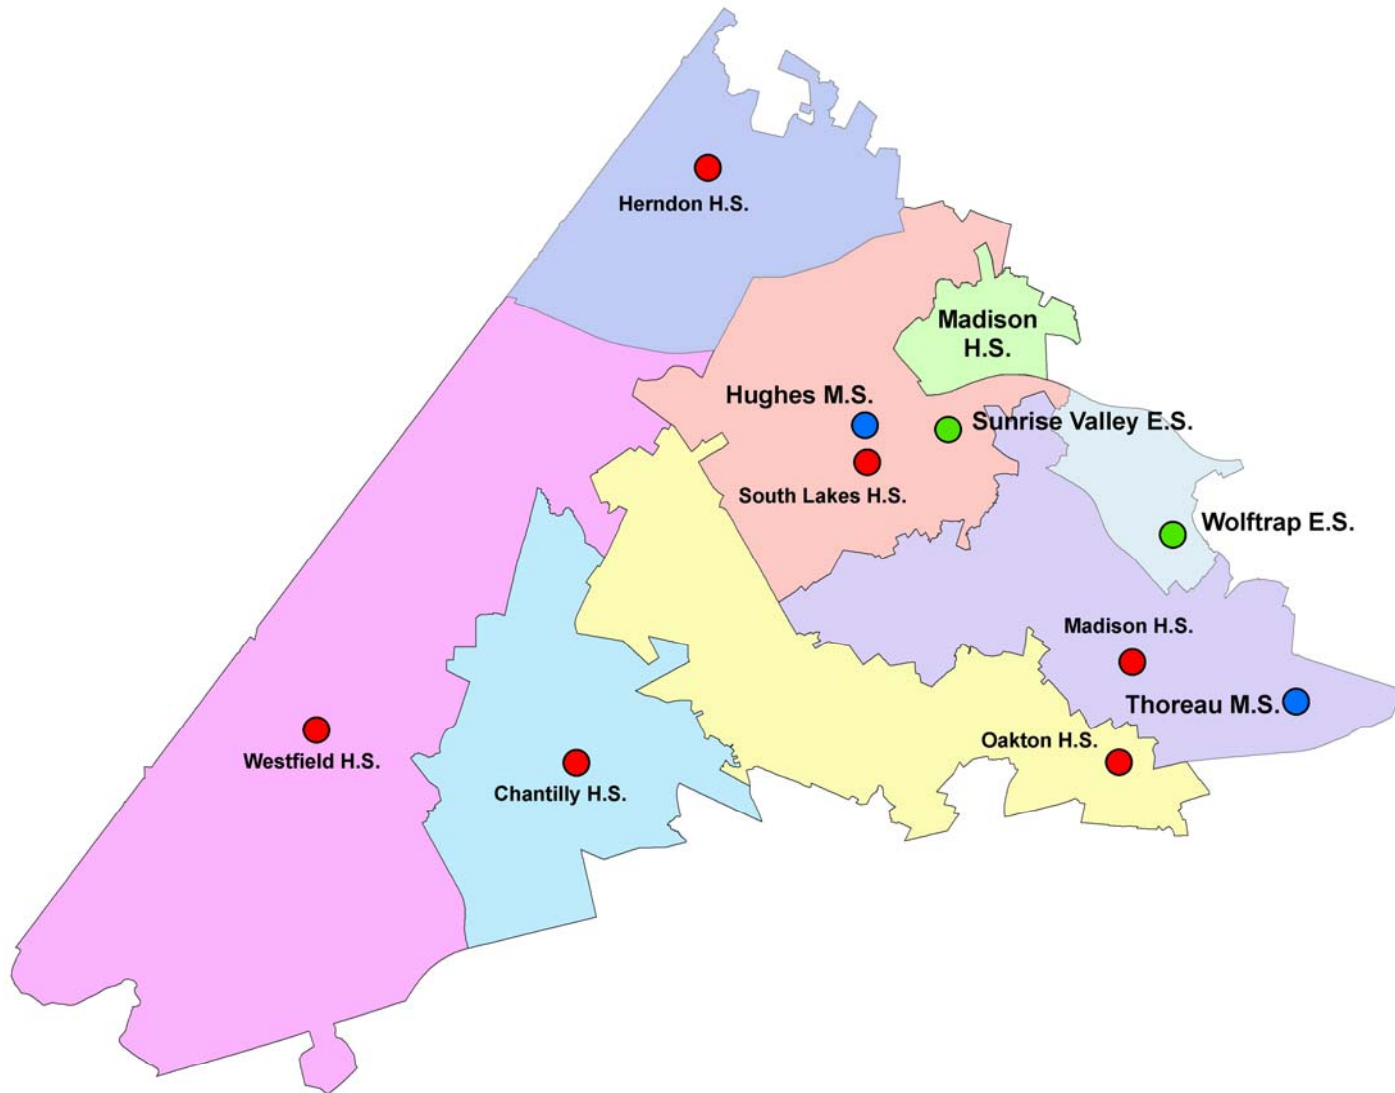 Herndon H.S.
Madison
H.S.
Hughes M.S.
Sunrise Valley E.S.
South Lakes H.S.
Wolftrap E.S.
Madison H.S.
Thoreau M.S.
Oakton H.S.
Westfield H.S.
Chantilly H.S.